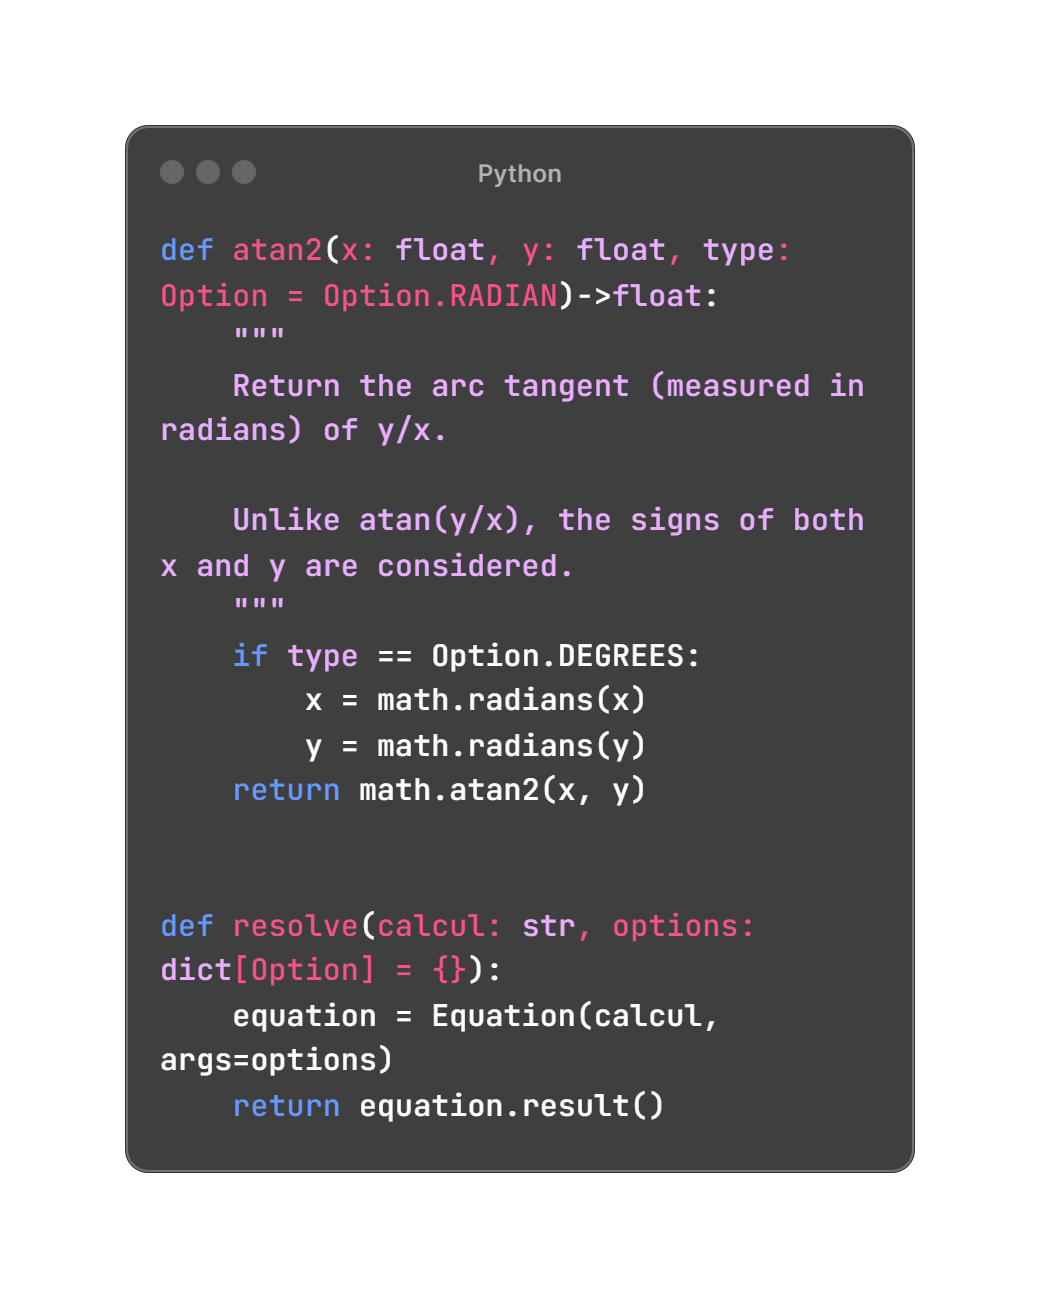 Python
def atan2(x: float, y: float, type:
Option = Option.RADIAN)->float:
    """
    Return the arc tangent (measured in
radians) of y/x.

    Unlike atan(y/x), the signs of both
x and y are considered.
    """
    if type == Option.DEGREES:
        x = math.radians(x)
        y = math.radians(y)
    return math.atan2(x, y)


def resolve(calcul: str, options:
dict[Option] = {}):
    equation = Equation(calcul,
args=options)
    return equation.result()